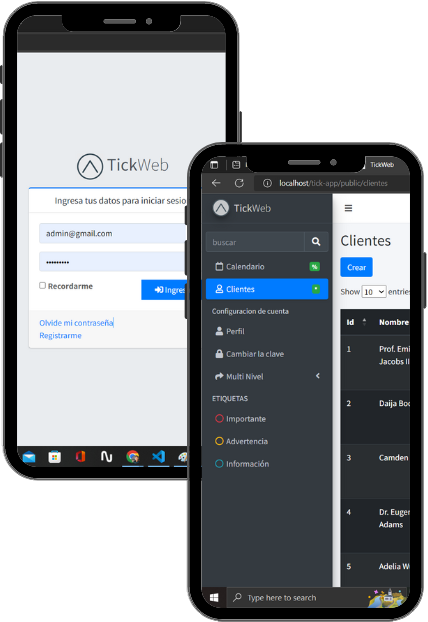 TickWeb
Ingresa tus datos para iniciar sesio
admin@gmail.com
Recordarme
Ingres
Olvide mi contraseña
Registrarme
TickWeb
localhost/tick-app/public/clientes
TickWeb
buscar
Calendario
%
Clientes
Configuracion de cuenta
Perfil
Cambiar la clave
Multi Nivel
ETIQUETAS
Importante
Advertencia
Información
Clientes
Crear
Show 10 entrie
Id Nombre
1 Prof. Emi
Jacobs II
2 Daija Boo
3 Camden
4 Dr. Euger
Adams
5 Adelia W
Type here to search